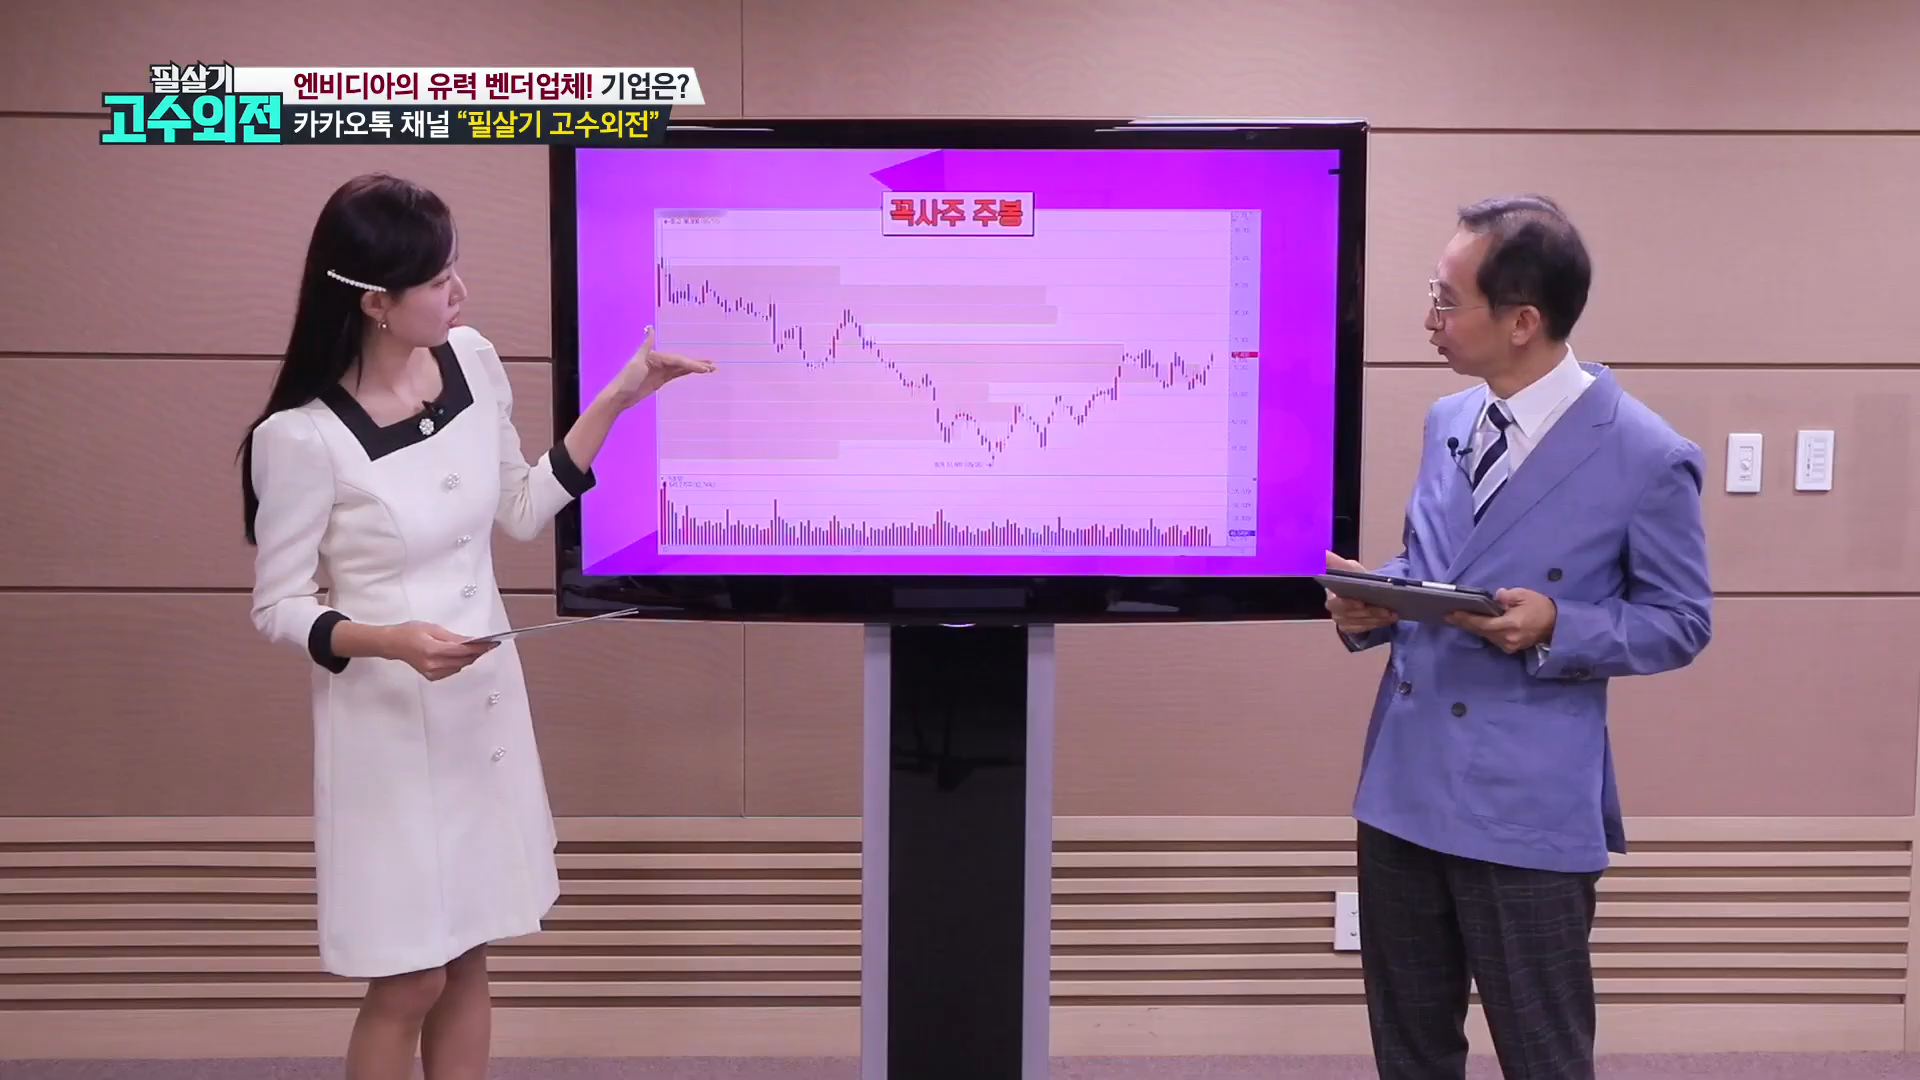 필살기
고수외전
엔비디아의 유력 벤더업체! 기업은?
카카오톡 채널 “필살기 고수외전”
꼭사주 주봉